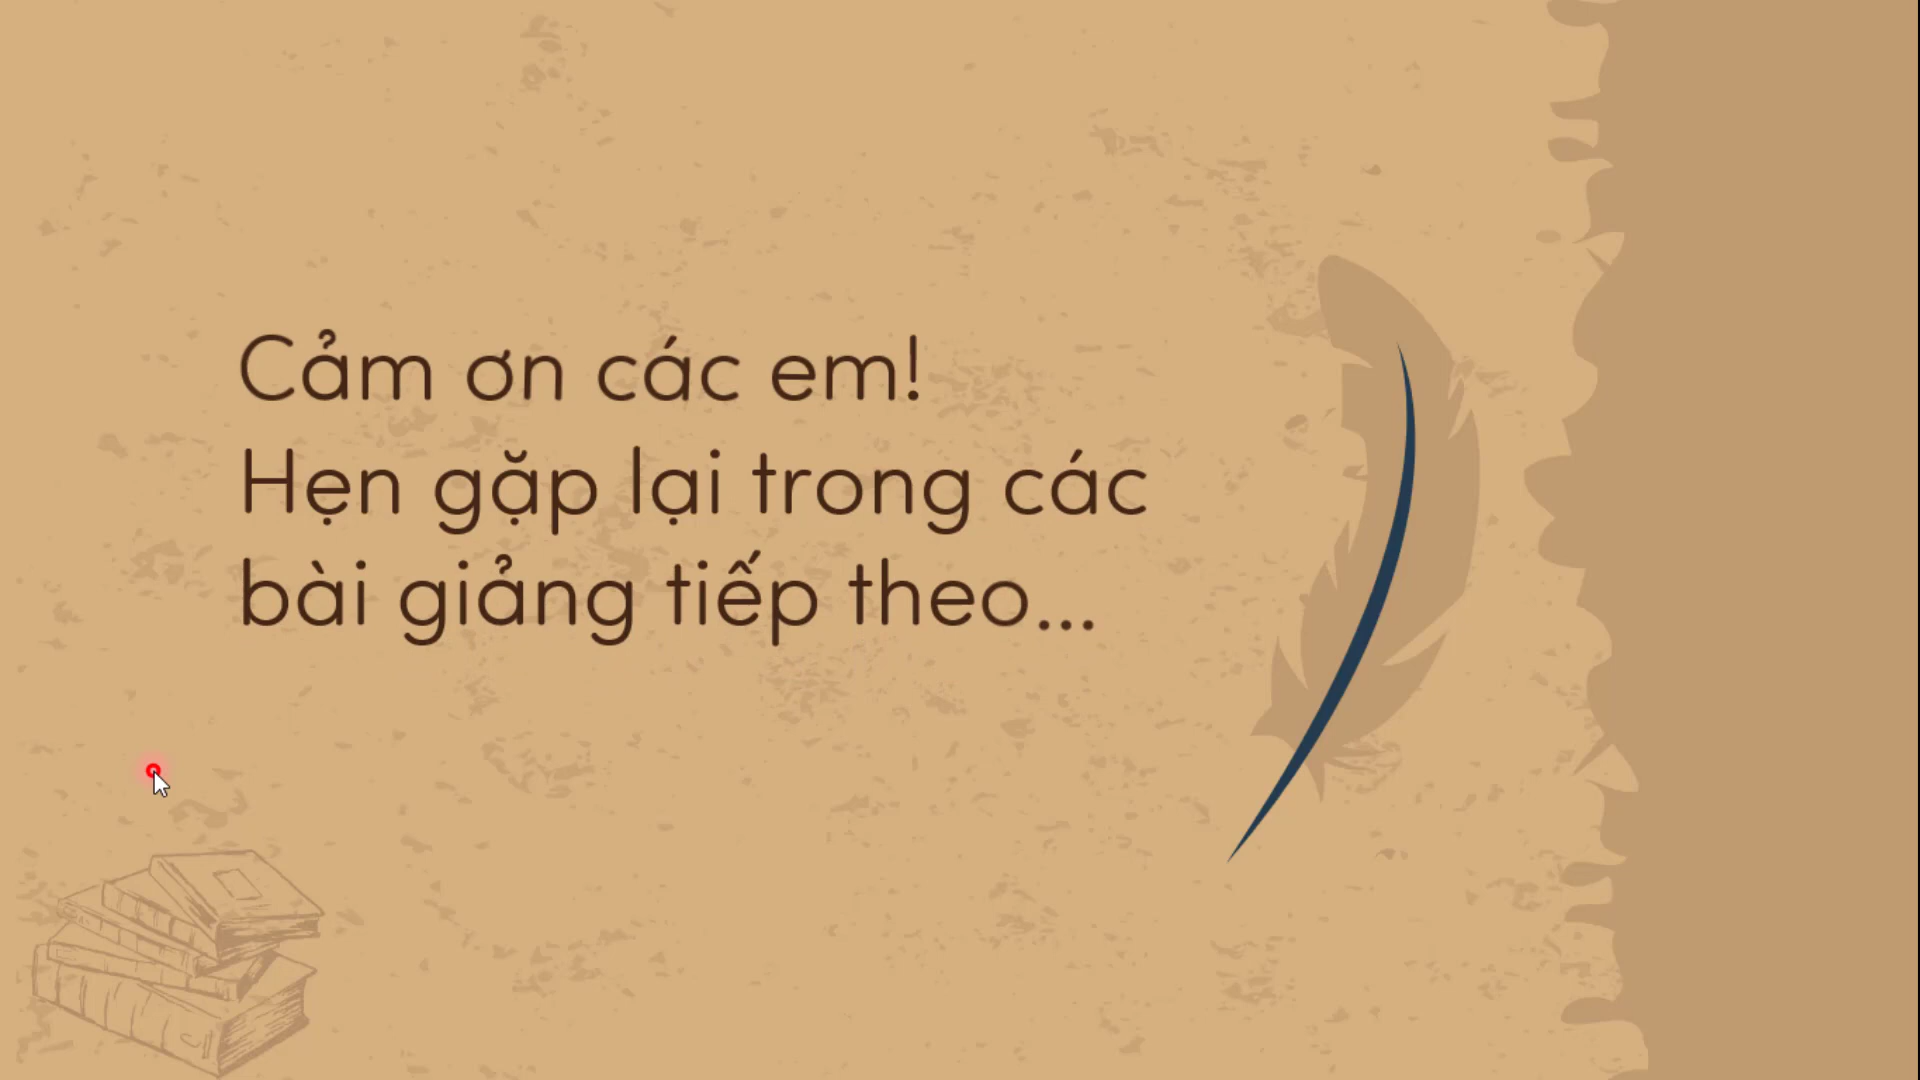 Cảm ơn các em!
Hẹn gặp lại trong các
bài giảng tiếp theo...